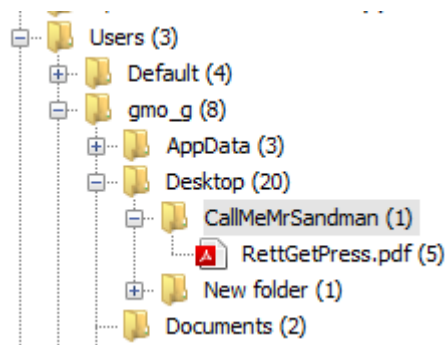 Users (3)
Default (4)
gmo_g (8)
AppData (3)
Desktop (20)
CallMeMrSandman (1)
RettGetPress.pdf (5)
New folder (1)
Documents (2)